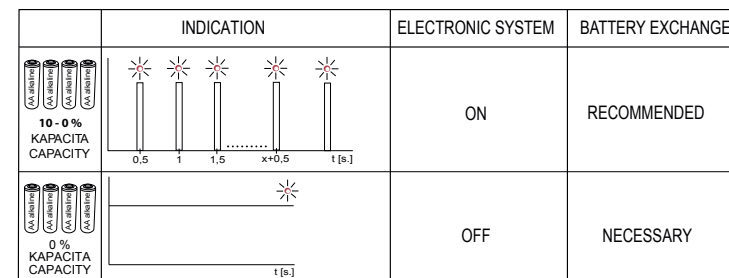 INDICATION
ELECTRONIC SYSTEM
BATTERY EXCHANGE
AA alkaline
AA alkaline
AA alkaline
AA alkaline
10 - 0 %
KAPACITA
CAPACITY
0,5 1 1,5 x+0,5 t [s.]
ON
RECOMMENDED
AA alkaline
AA alkaline
AA alkaline
AA alkaline
0 %
KAPACITA
CAPACITY
t [s.]
OFF
NECESSARY